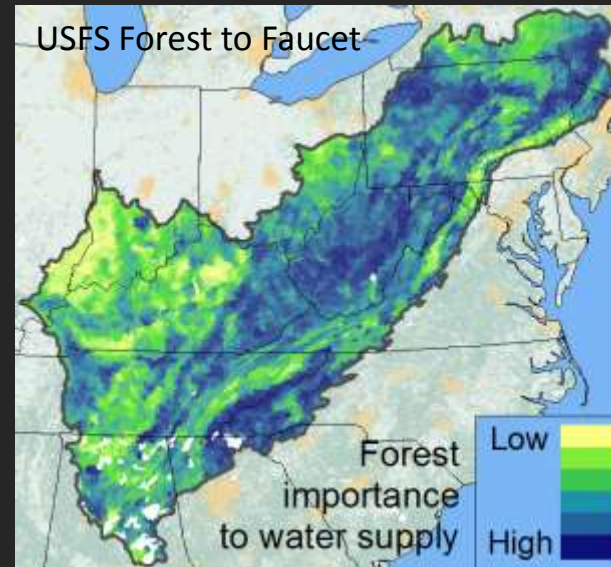 USFS Forest to Faucet
Forest
importance
to water supply
Low
High